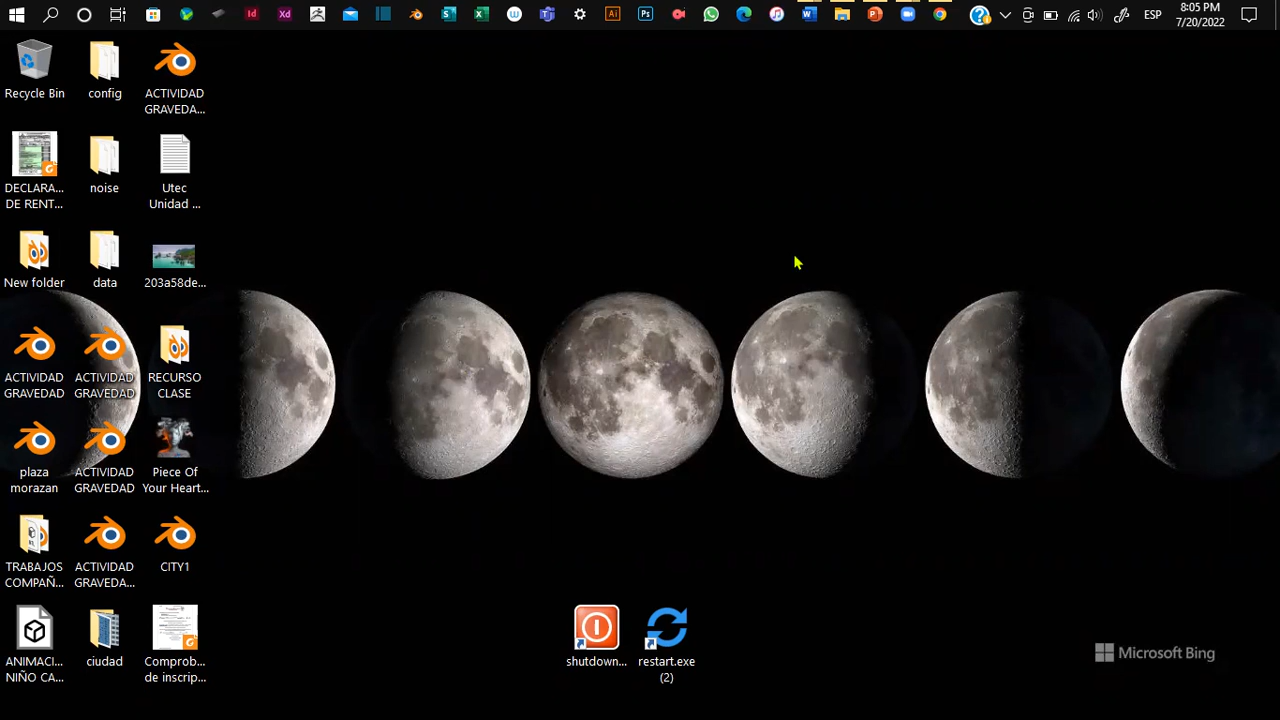 ESP
8:05 PM
7/20/2022
Recycle Bin
config
ACTIVIDAD
GRAVEDA...
DECLARA...
DE RENT...
noise
Utec
Unidad ...
New folder
data
203a58de...
ACTIVIDAD
GRAVEDAD
ACTIVIDAD
GRAVEDAD
RECURSO
CLASE
plaza
morazan
ACTIVIDAD
GRAVEDAD
Piece Of
Your Heart...
TRABAJOS
COMPAÑ...
ACTIVIDAD
GRAVEDA...
CITY1
ANIMACI...
NIÑO CA...
ciudad
Comprob...
de inscrip...
shutdown...
restart.exe
(2)
Microsoft Bing